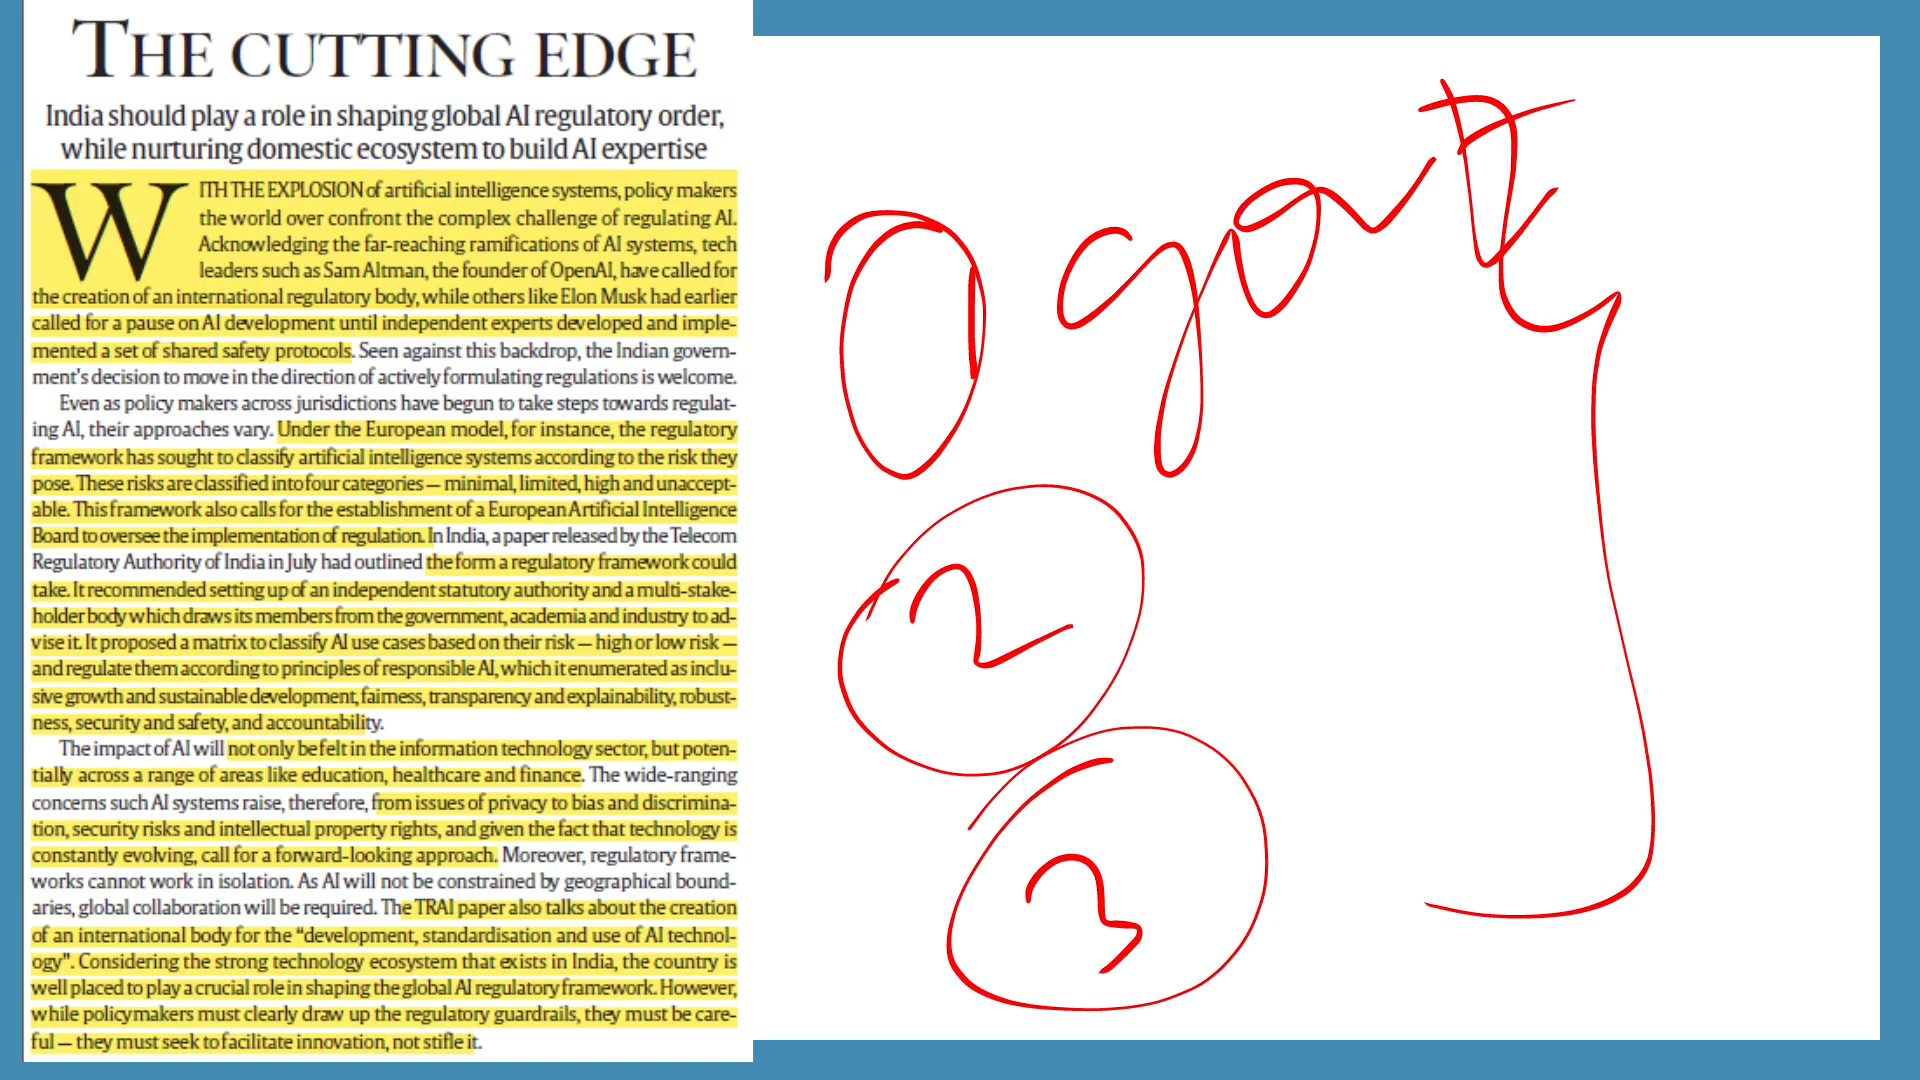 THE CUTTING EDGE
India should play a role in shaping global AI regulatory order,
while nurturing domestic ecosystem to build AI expertise
WITH THE EXPLOSION of artificial intelligence systems, policy makers
the world over confront the complex challenge of regulating AI.
Acknowledging the far-reaching ramifications of AI systems, tech
leaders such as Sam Altman, the founder of OpenAI, have called for
the creation of an international regulatory body, while others like Elon Musk had earlier
called for a pause on AI development until independent experts developed and imple-
mented a set of shared safety protocols. Seen against this backdrop, the Indian govern-
ment's decision to move in the direction of actively formulating regulations is welcome.
Even as policy makers across jurisdictions have begun to take steps towards regulat-
ing AI, their approaches vary. Under the European model, for instance, the regulatory
framework has sought to classify artificial intelligence systems according to the risk they
pose. These risks are classified into four categories — minimal, limited, high and unaccept-
able. This framework also calls for the establishment of a European Artificial Intelligence
Board to oversee the implementation of regulation. In India, a paper released by the Telecom
Regulatory Authority of India in July had outlined the form a regulatory framework could
take. It recommended setting up of an independent statutory authority and a multi-stake-
holder body which draws its members from the government, academia and industry to ad-
vise it. It proposed a matrix to classify AI use cases based on their risk — high or low risk —
and regulate them according to principles of responsible AI, which it enumerated as inclu-
sive growth and sustainable development, fairness, transparency and explainability, robust-
ness, security and safety, and accountability.
The impact of AI will not only be felt in the information technology sector, but poten-
tially across a range of areas like education, healthcare and finance. The wide-ranging
concerns such AI systems raise, therefore, from issues of privacy to bias and discrimina-
tion, security risks and intellectual property rights, and given the fact that technology is
constantly evolving, call for a forward-looking approach. Moreover, regulatory frame-
works cannot work in isolation. As AI will not be constrained by geographical bound-
aries, global collaboration will be required. The TRAI paper also talks about the creation
of an international body for the "development, standardisation and use of AI technol-
ogy". Considering the strong technology ecosystem that exists in India, the country is
well placed to play a crucial role in shaping the global AI regulatory framework. However,
while policymakers must clearly draw up the regulatory guardrails, they must be care-
ful — they must seek to facilitate innovation, not stifle it.
2
3